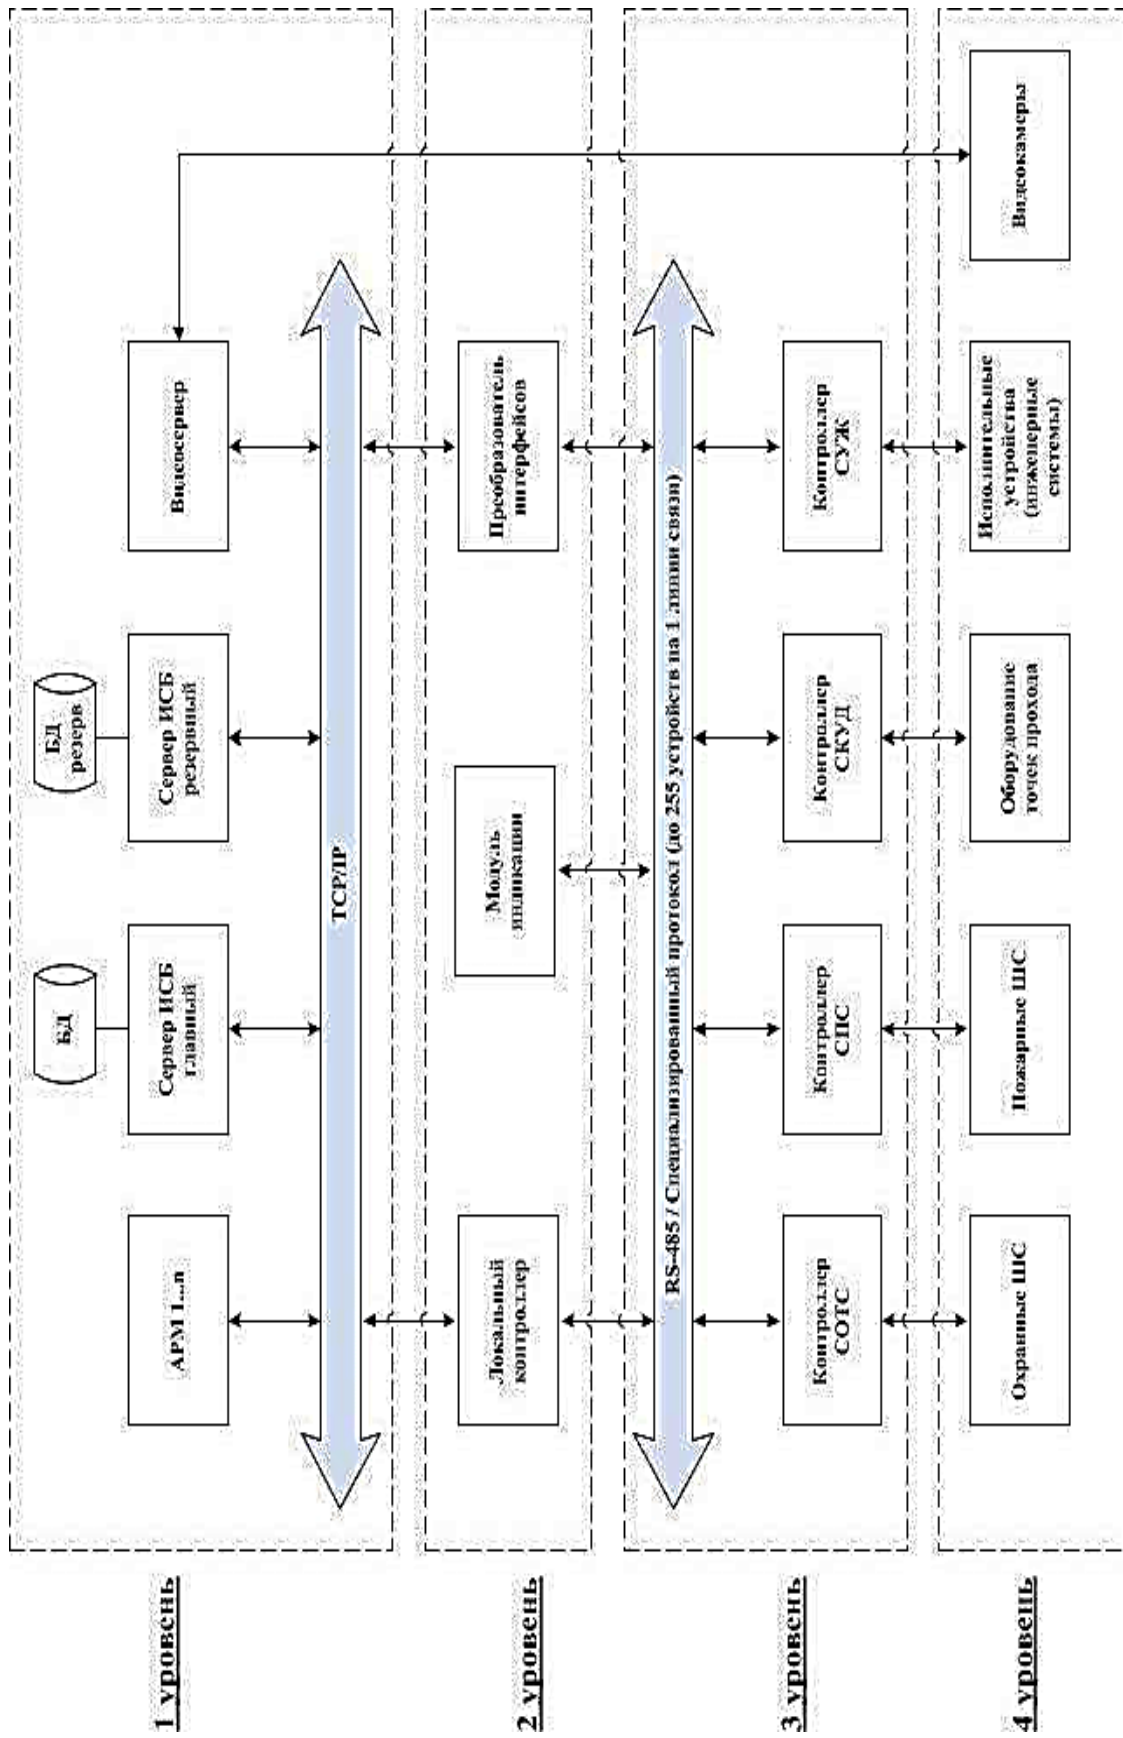 1 уровень
БД
БД
резерв
АРМ 1...n
Сервер ИСБ
главный
Сервер ИСБ
резервный
Видеосервер
TCP/IP
2 уровень
Локальный
контроллер
Модуль
индикации
Преобразователь
интерфейсов
3 уровень
RS-485 / Специализированный протокол (до 255 устройств на 1 линии связи)
Контроллер
СОТС
Контроллер
СПС
Контроллер
СКУД
Контроллер
СУЖ
4 уровень
Охранные ШС
Пожарные ШС
Оборудование
точек прохода
Исполнительные
устройства
(инженерные
системы)
Видеокамеры